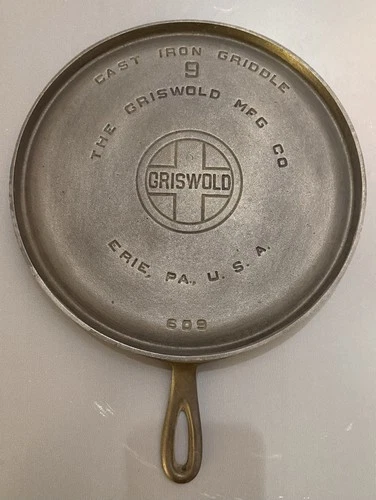 CAST IRON GRIDDLE
9
THE GRISWOLD MFG CO
GRISWOLD
ERIE, PA., U. S. A.
609